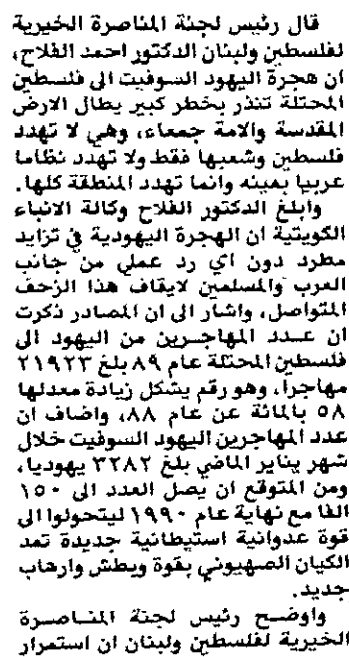 قال رئيس لجنة المناصرة الخيرية
لفلسطين ولبنان الدكتور احمد الفلاح،
ان هجرة اليهود السوفيت الى فلسطين
المحتلة تنذر بخطر كبير يطال الارض
المقدسة والامة جمعاء، وهي لا تهدد
فلسطين وشعبها فقط ولا تهدد نظاما
عربيا بعينه وانما تهدد المنطقة كلها.
وابلغ الدكتور الفلاح وكالة الانباء
الكويتية ان الهجرة اليهودية في تزايد
مطرد دون اي رد عملي من جانب
العرب والمسلمين لايقاف هذا الزحف
المتواصل، واشار الى ان المصادر ذكرت
ان عدد المهاجرين من اليهود الى
فلسطين المحتلة عام ٨٩ بلغ ٢١٩٢٣
مهاجرا، وهو رقم يشكل زيادة معدلها
٥٨ بالمائة عن عام ٨٨، واضاف ان
عدد المهاجرين اليهود السوفيت خلال
شهر يناير الماضي بلغ ٣٢٨٢ يهوديا،
ومن المتوقع ان يصل العدد الى ١٥٠
الفا مع نهاية عام ١٩٩٠ ليتحولوا الى
قوة عدوانية استيطانية جديدة تمد
الكيان الصهيوني بقوة وبطش وارهاب
جديد.
واوضح رئيس لجنة المناصرة
الخيرية لفلسطين ولبنان ان استمرار